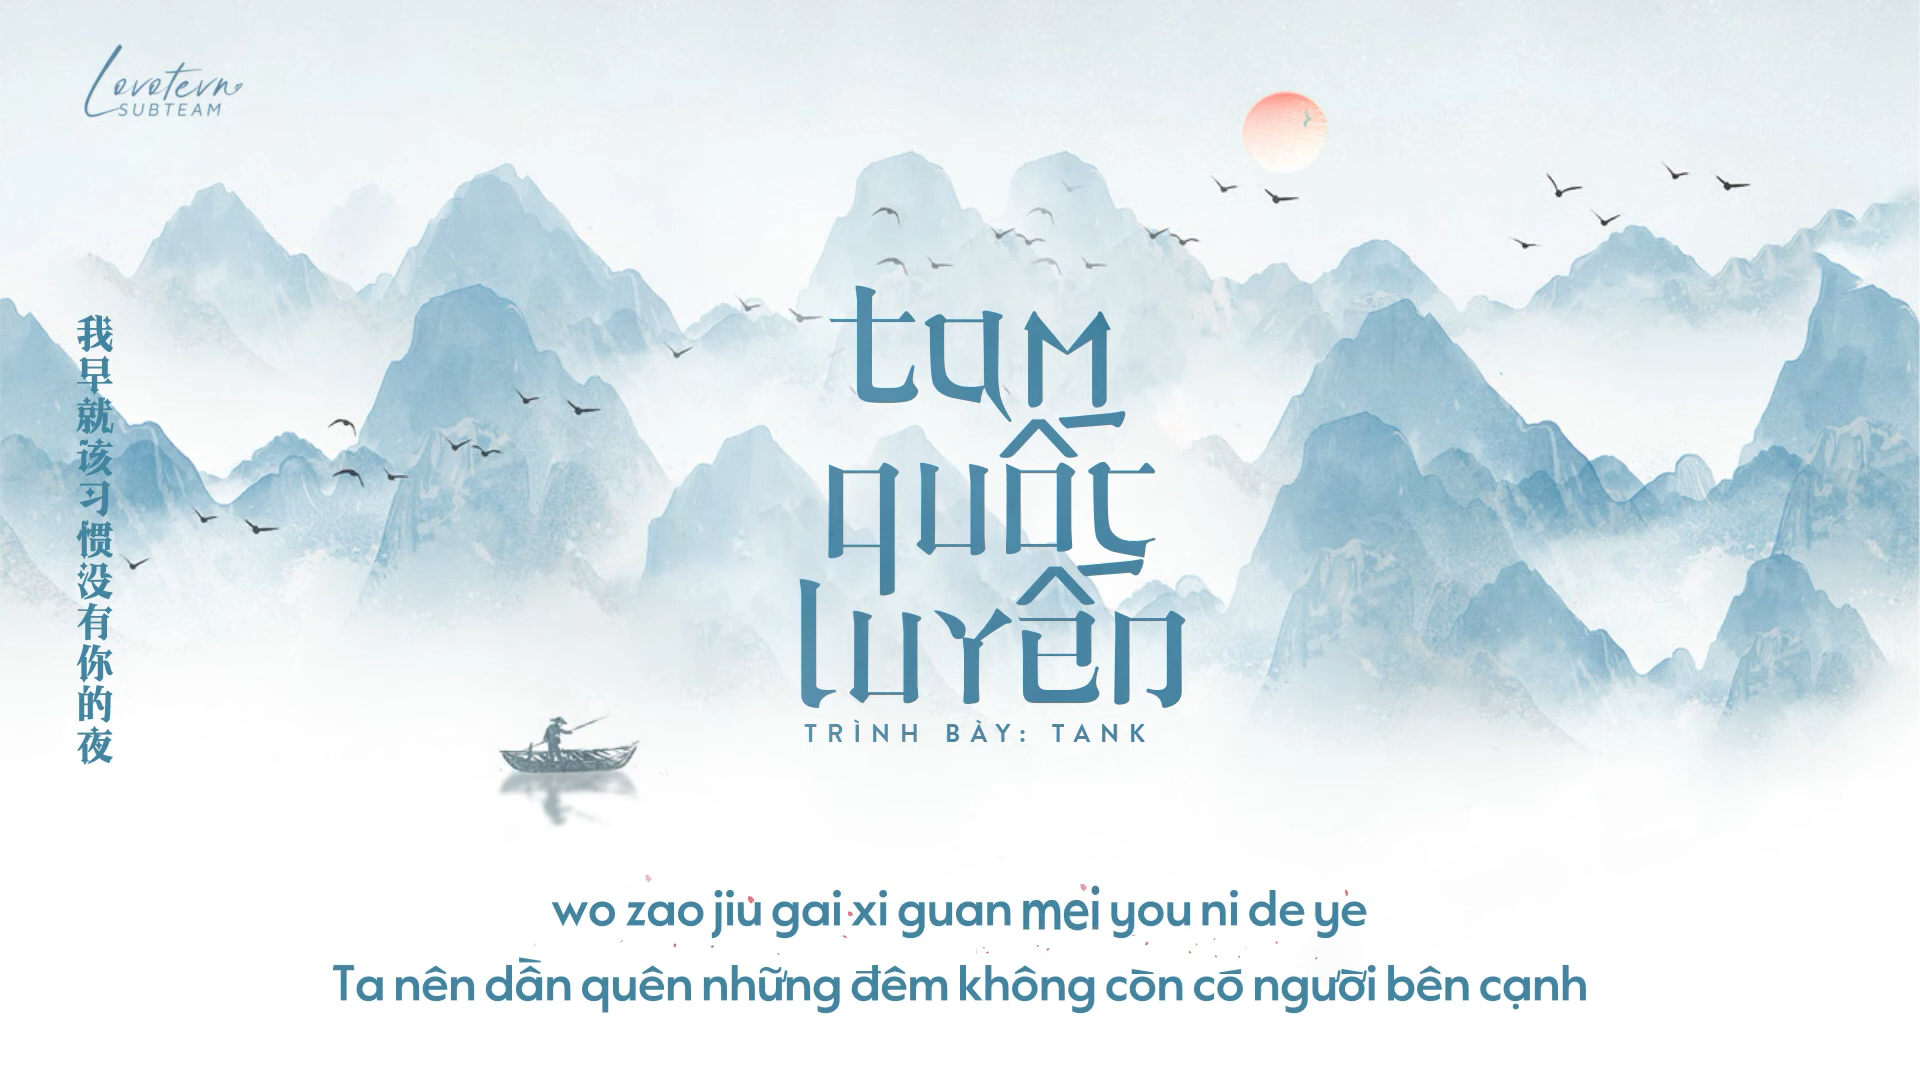 Lovotevn
SUBTEAM
我早就该习惯没有你的夜
tam
quốc
luyến
TRÌNH BÀY: TANK
wo zao jiu gai xi guan mei you ni de ye
Ta nên dần quên những đêm không còn có người bên cạnh